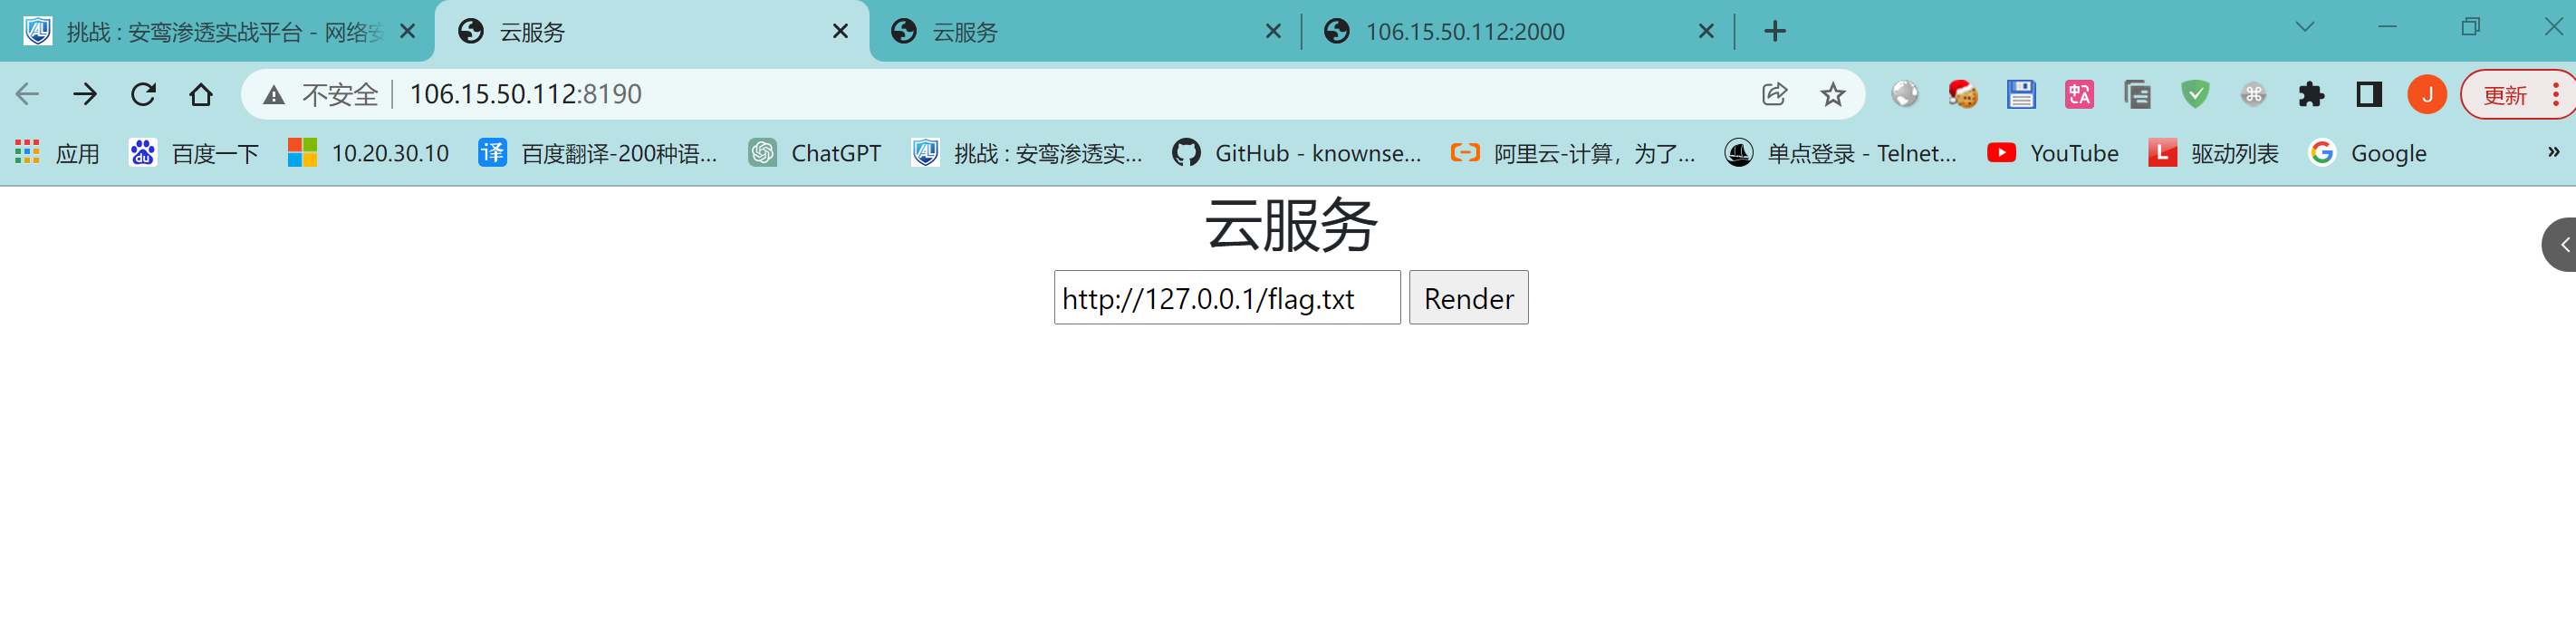 挑战 : 安鸾渗透实战平台 - 网络安
云服务
云服务
106.15.50.112:2000
不安全
106.15.50.112:8190
J
更新
应用
百度一下
10.20.30.10
译 百度翻译-200种语...
ChatGPT
挑战 : 安鸾渗透实...
GitHub - knownse...
阿里云-计算，为了...
单点登录 - Telnet...
YouTube
L 驱动列表
Google
»
云服务
http://127.0.0.1/flag.txt Render